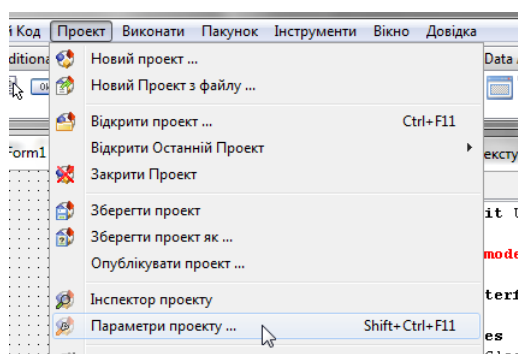 Код Проект Виконати Пакунок Інструменти Вікно Довідка
Новий проект ...
Data
Ok
Новий Проект з файлу ...
Відкрити проект ... Ctrl+F11
Form1
Відкрити Останній Проект
Закрити Проект
Зберегти проект
it U
Зберегти проект як ...
mode
Опублікувати проект ...
Інспектор проекту
terf
Параметри проекту ... Shift+Ctrl+F11
es